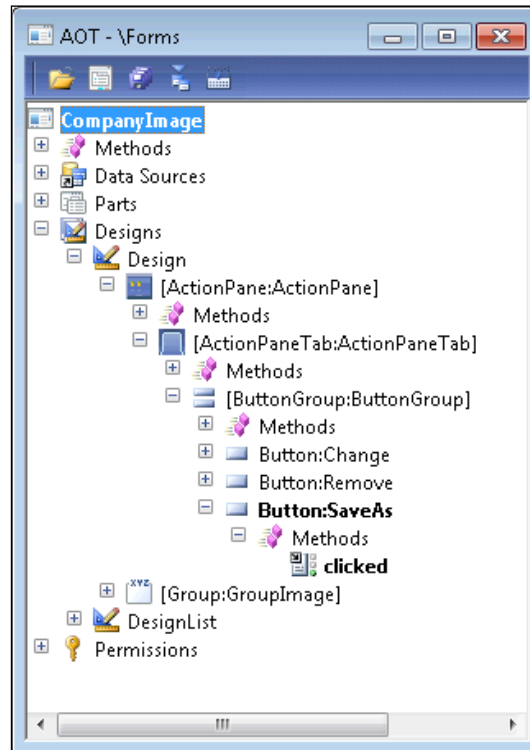 AOT - \Forms
CompanyImage
Methods
Data Sources
Parts
Designs
Design
[ActionPane:ActionPane]
Methods
[ActionPaneTab:ActionPaneTab]
Methods
[ButtonGroup:ButtonGroup]
Methods
Button:Change
Button:Remove
Button:SaveAs
Methods
clicked
XYZ
[Group:GroupImage]
DesignList
Permissions